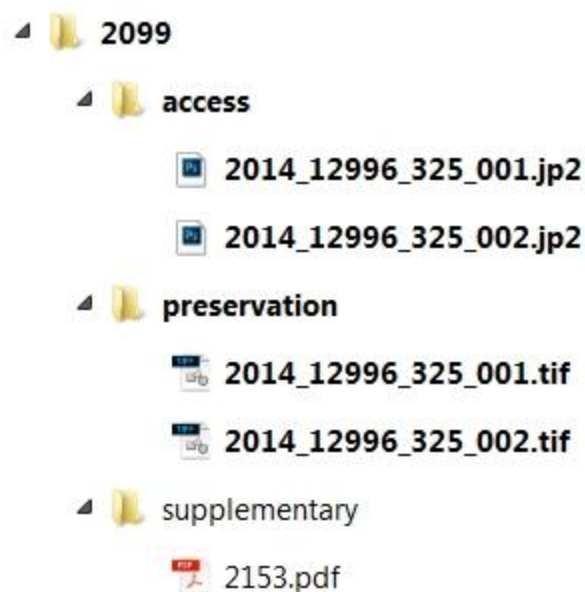 2099
access
2014_12996_325_001.jp2
2014_12996_325_002.jp2
preservation
2014_12996_325_001.tif
2014_12996_325_002.tif
supplementary
2153.pdf